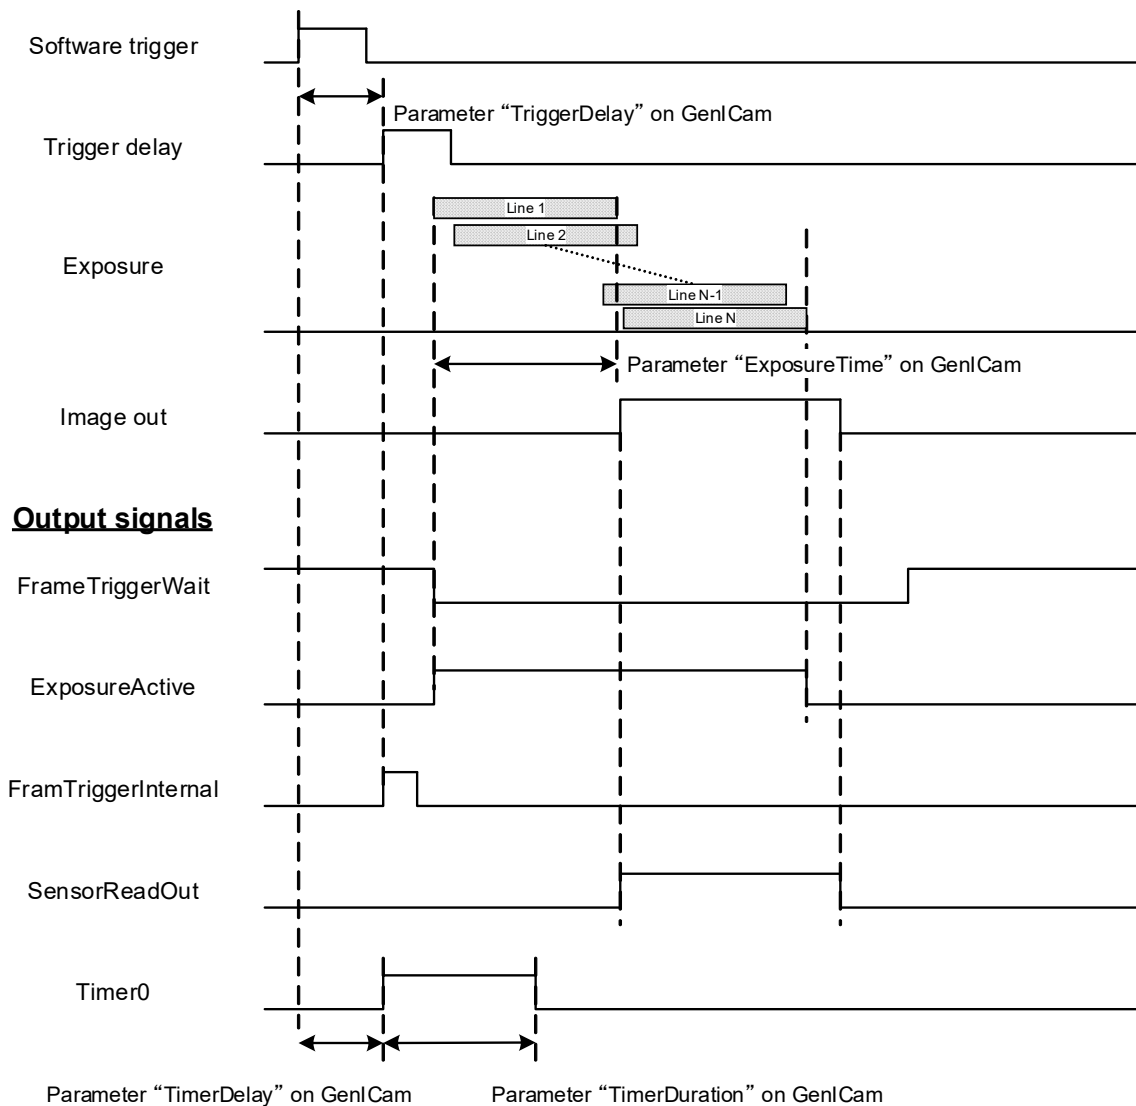 Software trigger
Parameter “TriggerDelay” on GenICam
Trigger delay
Line 1
Line 2
Exposure
Line N-1
Line N
Parameter “ExposureTime” on GenICam
Image out
Output signals
FrameTriggerWait
ExposureActive
FramTriggerInternal
SensorReadOut
Timer0
Parameter “TimerDelay” on GenICam
Parameter “TimerDuration” on GenICam